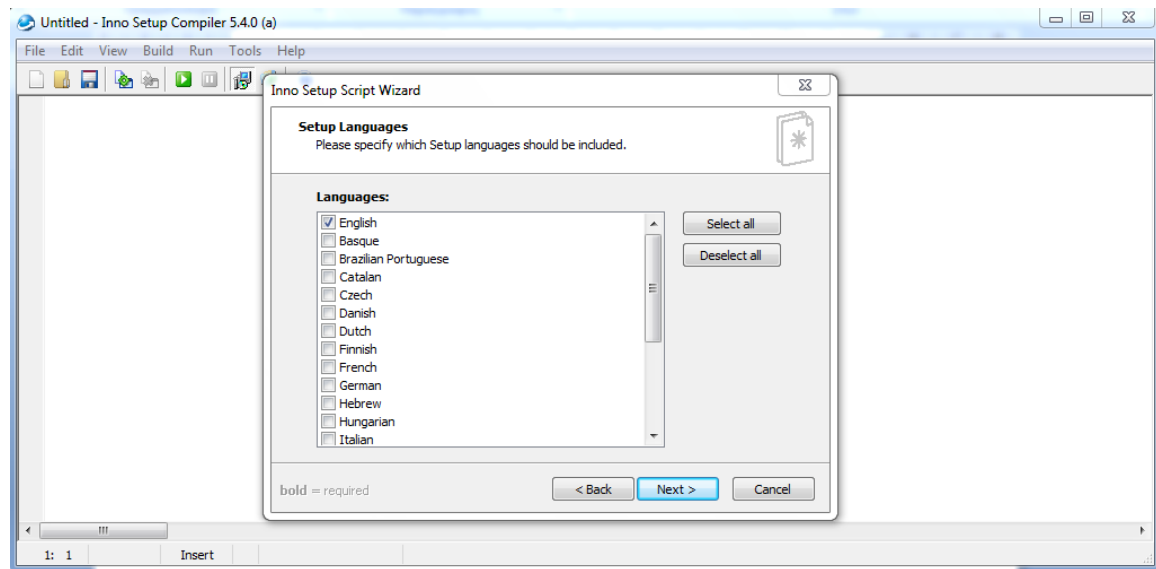 Untitled - Inno Setup Compiler 5.4.0 (a)
File Edit View Build Run Tools Help
Inno Setup Script Wizard
Setup Languages
Please specify which Setup languages should be included.
Languages:
English
Select all
Basque
Brazilian Portuguese
Deselect all
Catalan
Czech
Danish
Dutch
Finnish
French
German
Hebrew
Hungarian
Italian
bold = required
< Back Next > Cancel
1: 1 Insert